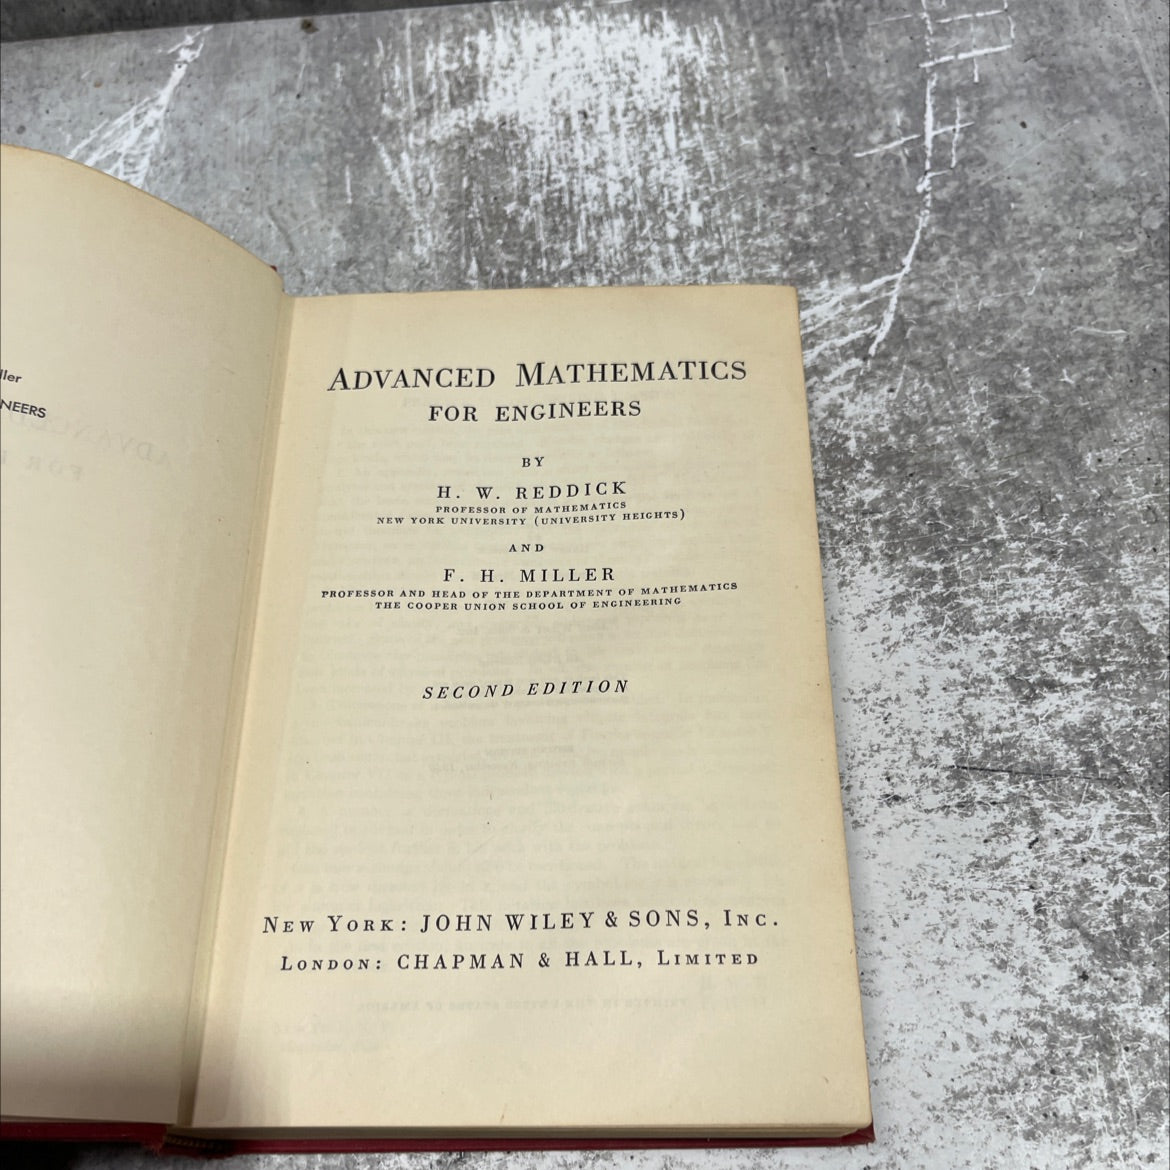 ller
NEERS
ADVANCED MATHEMATICS
FOR ENGINEERS
BY
H. W. REDDICK
PROFESSOR OF MATHEMATICS
NEW YORK UNIVERSITY (UNIVERSITY HEIGHTS)
AND
F. H. MILLER
PROFESSOR AND HEAD OF THE DEPARTMENT OF MATHEMATICS
THE COOPER UNION SCHOOL OF ENGINEERING
SECOND EDITION
NEW YORK: JOHN WILEY & SONS, INC.
LONDON: CHAPMAN & HALL, LIMITED